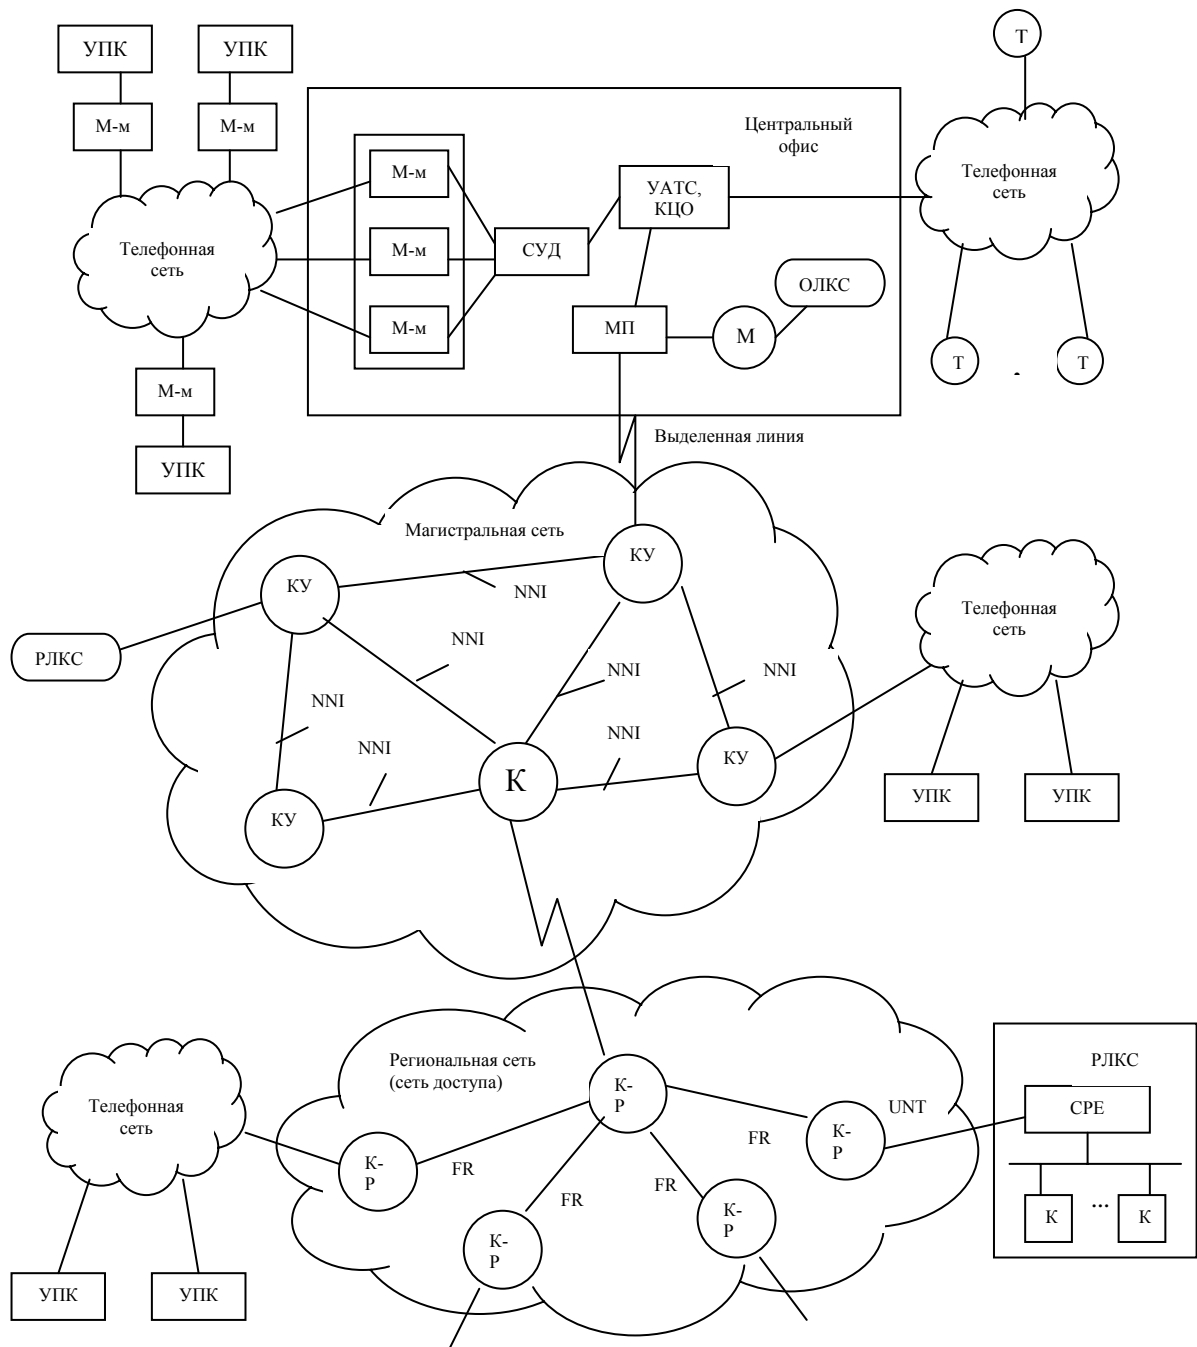 УПК
УПК
Т
М-м
М-м
Центральный
офис
М-м
УАТС,
КЦО
Телефонная
сеть
Телефонная
сеть
М-м
СУД
ОЛКС
М-м
МП
М
Т
.
Т
М-м
Выделенная линия
УПК
Магистральная сеть
КУ
КУ
NNI
Телефонная
сеть
NNI
РЛКС
NNI
NNI
NNI
NNI
NNI
КУ
К
УПК
УПК
КУ
Региональная сеть
(сеть доступа)
РЛКС
К-
Р
Телефонная
сеть
UNT
CPE
К-
Р
FR
К-
Р
FR
FR
FR
К-
Р
К-
Р
К
...
К
УПК
УПК